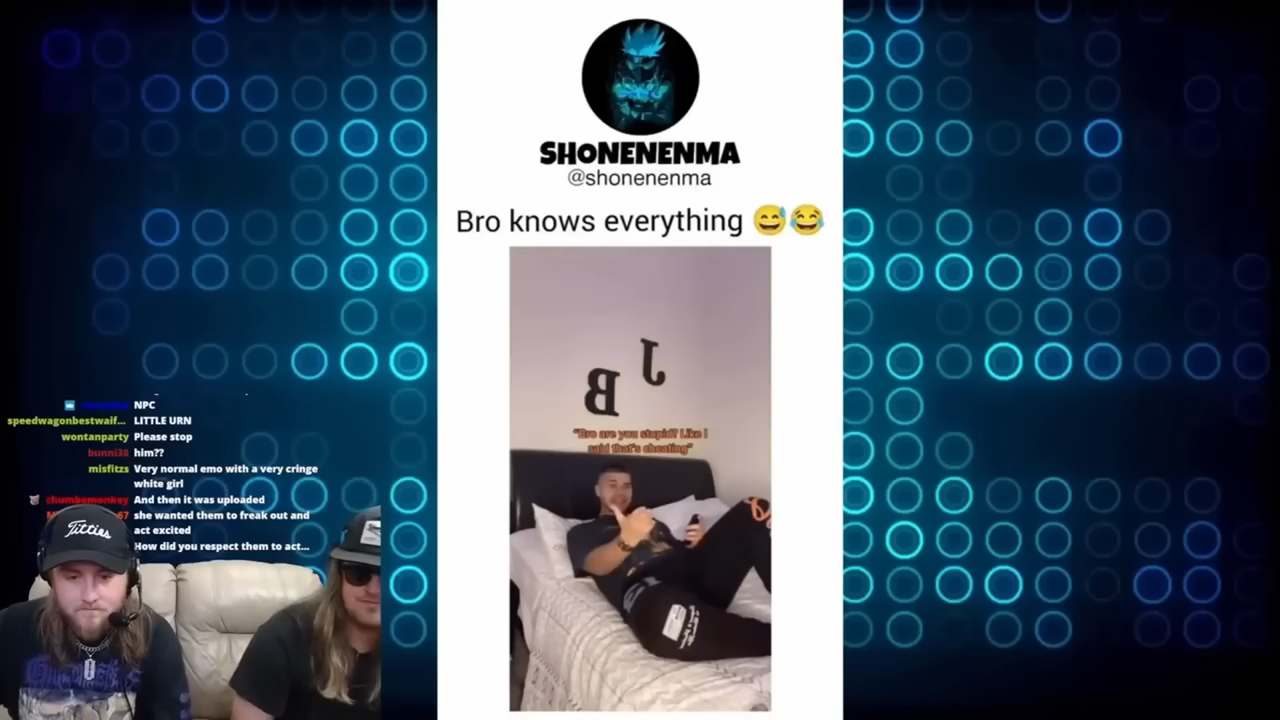 SHONENENMA
@shonenenma
Bro knows everything 😅😂
J
B
"Bro are you stupid? Like I
said that's cheating"
NPC
speedwagonbestwaif... LITTLE URN
wontanparty Please stop
bunni30 him??
misfitzs Very normal emo with a very cringe
white girl
chumbemonkey And then it was uploaded
she wanted them to freak out and
act excited
How did you respect them to act...
Titties